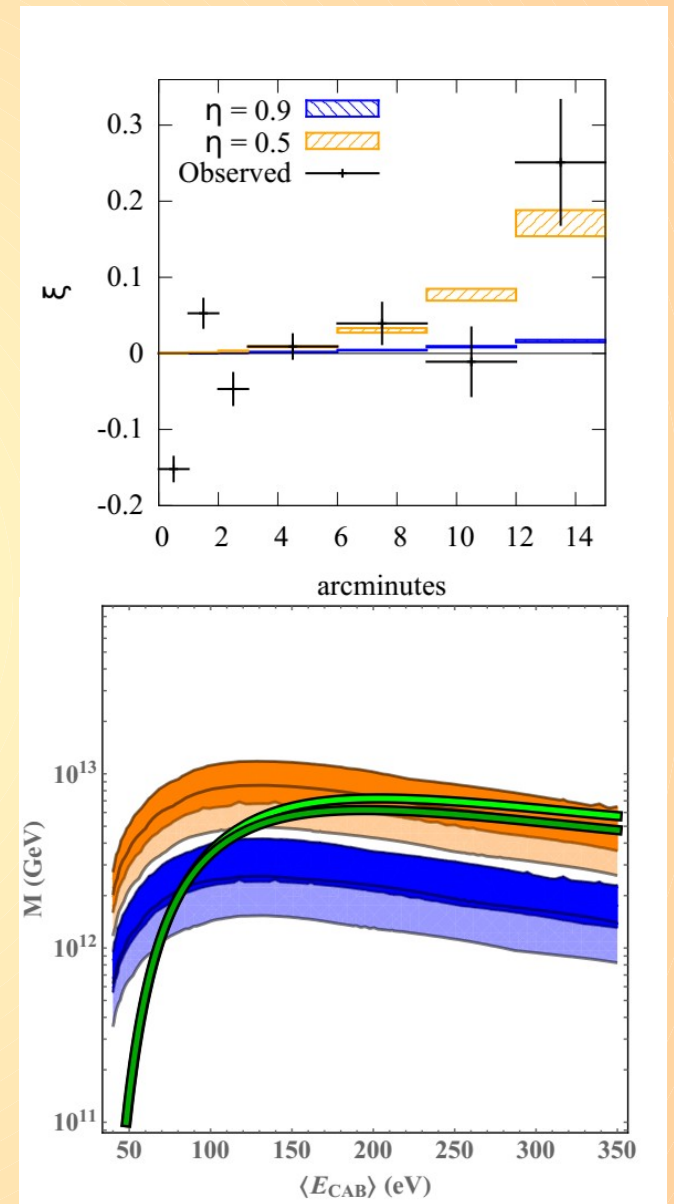 η = 0.9
η = 0.5
Observed
ξ
0.3
0.2
0.1
0
-0.1
-0.2
0 2 4 6 8 10 12 14
arcminutes
M (GeV)
10¹³
10¹²
10¹¹
50 100 150 200 250 300 350
⟨E_CAB⟩ (eV)